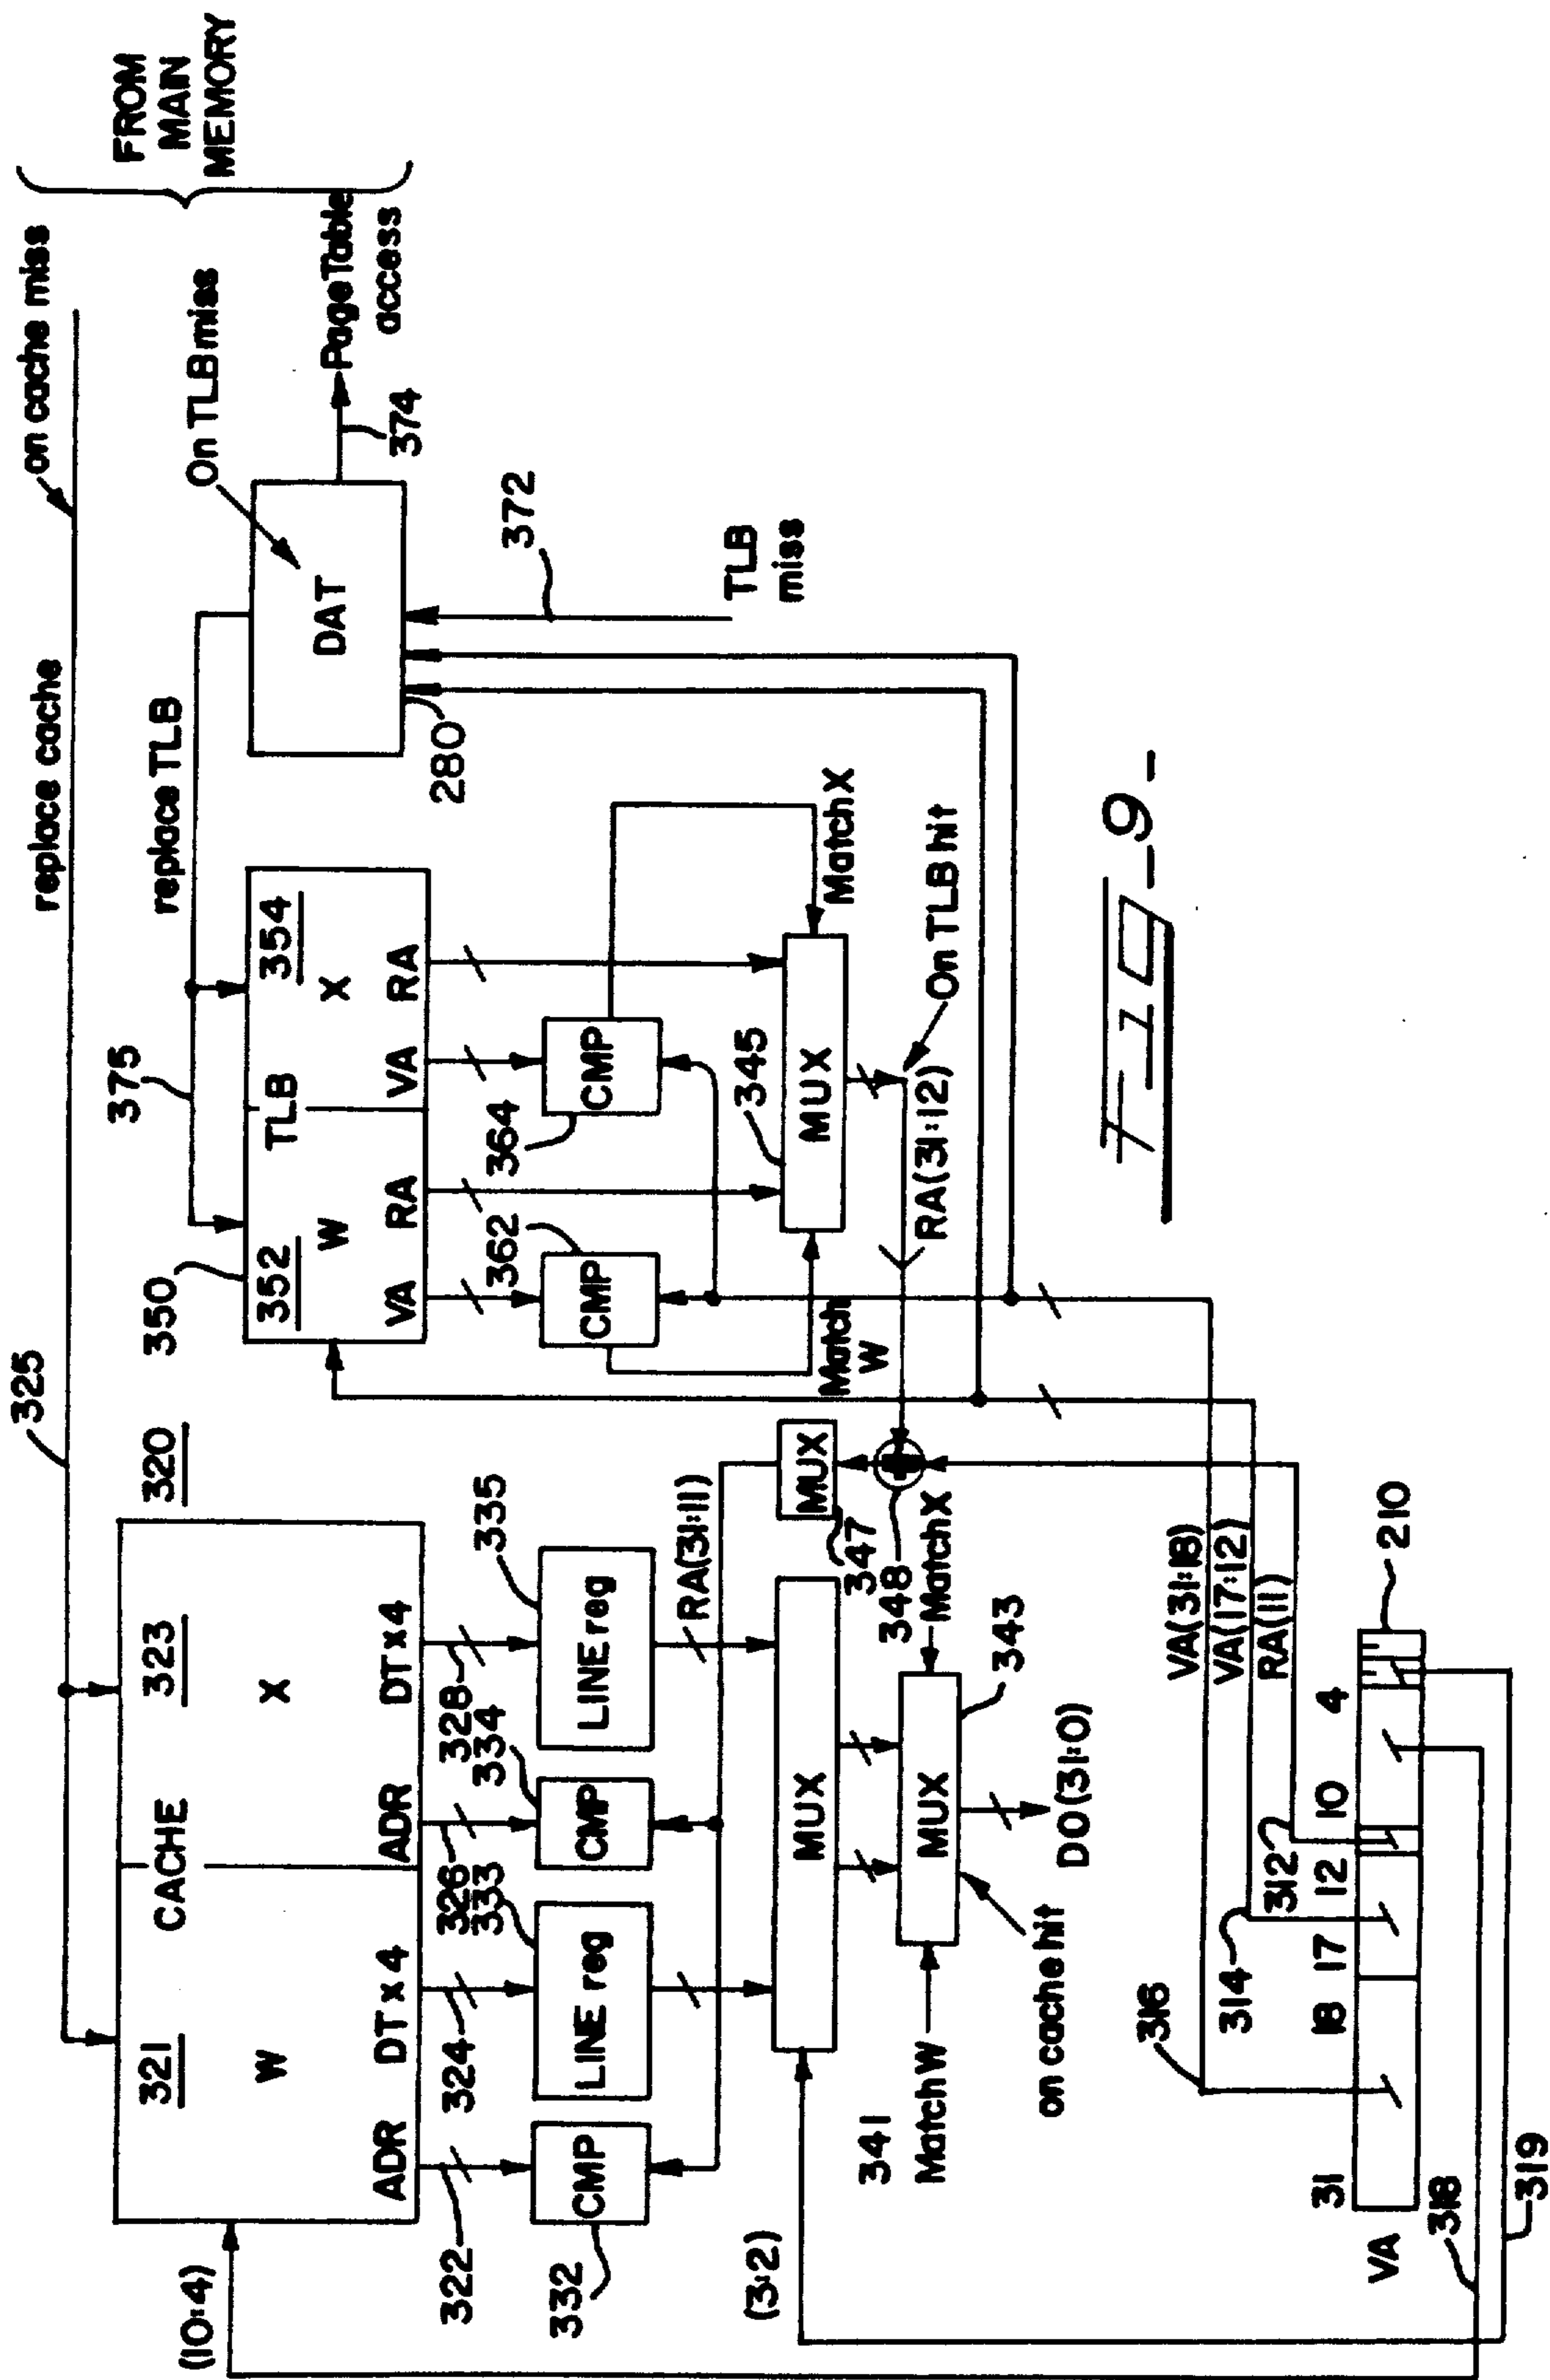 325
replace cache
on cache miss
FROM
MAIN
MEMORY
320
350
375
replace TLB
On TLB miss
(10:4)
321
W
CACHE
323
X
ADR
DT x 4
ADR
DT x 4
352
W
TLB
354
X
VA
RA
VA
RA
DAT
280
374
Page Table
access
372
TLB
miss
322
324
326
328
332
333
334
335
CMP
LINE reg
CMP
LINE reg
362
364
CMP
CMP
RA(31:11)
(3:2)
341
MUX
MUX
347
348
345
MUX
Match
W
Match X
Match W
MUX
Match X
343
on cache hit
DO(31:0)
RA(31:12)
On TLB hit
316
314
312
VA(31:18)
VA(17:12)
RA(11)
VA
31
18
17
12
10
4
210
318
319
FIG_9_